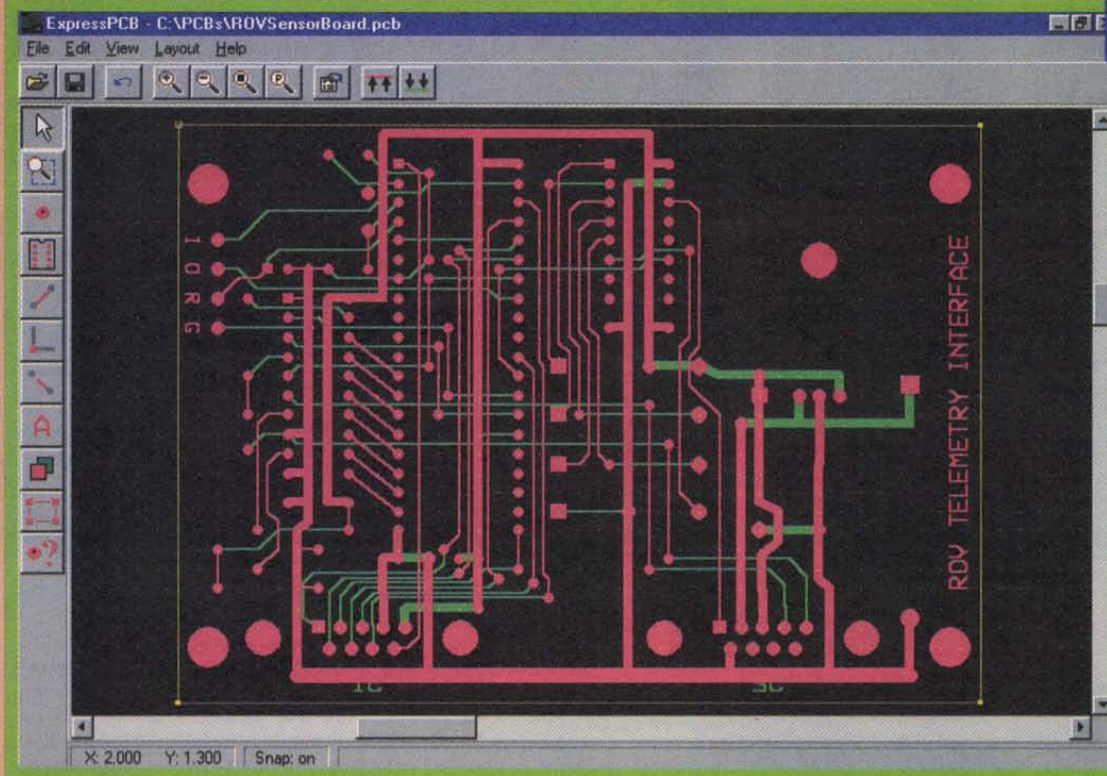 ExpressPCB - C:\PCBs\ROVSensorBoard.pcb
File Edit View Layout Help
P
A
?
I
O
R
G
ROV TELEMETRY INTERFACE
X: 2.000 Y: 1.300 Snap: on